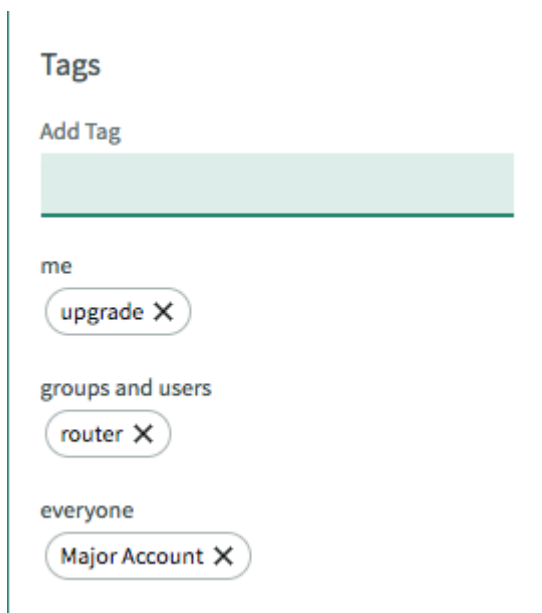 Tags
Add Tag
me
upgrade
groups and users
router
everyone
Major Account